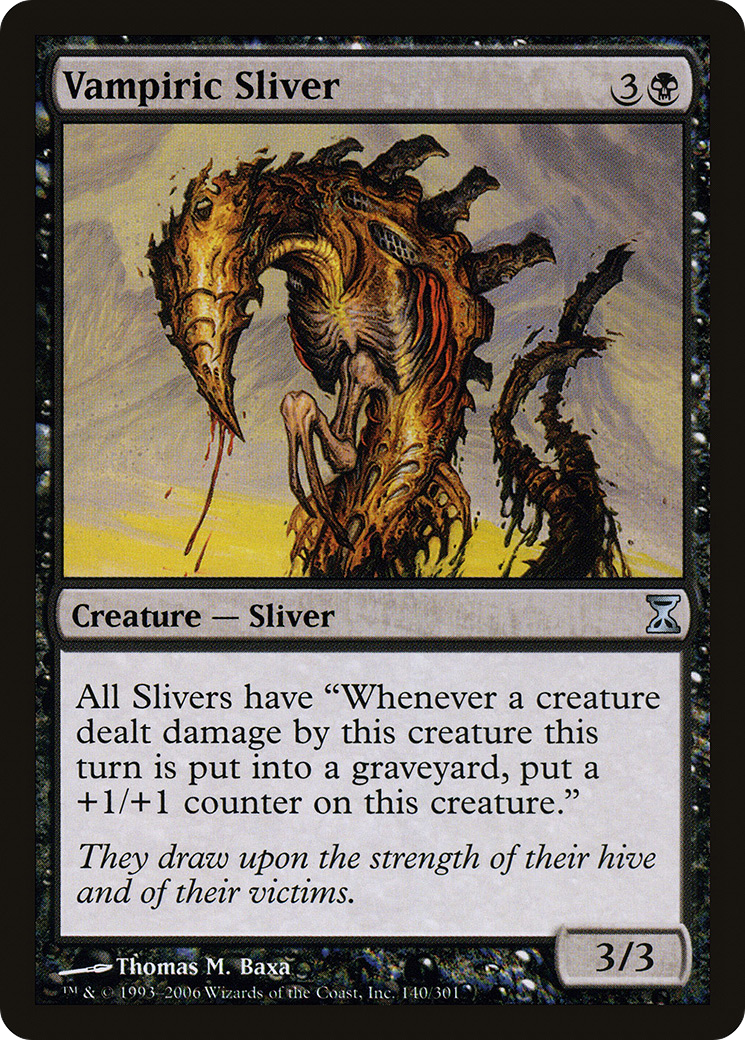 Vampiric Sliver 3
Creature — Sliver
All Slivers have “Whenever a creature
dealt damage by this creature this
turn is put into a graveyard, put a
+1/+1 counter on this creature.”
They draw upon the strength of their hive
and of their victims.
3/3
Thomas M. Baxa
™ & © 1993–2006 Wizards of the Coast, Inc. 140/301